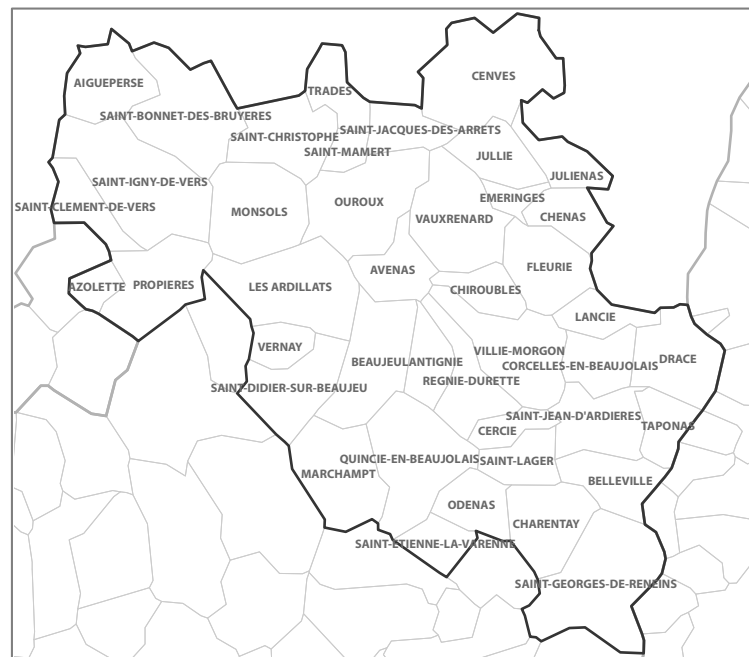 CENVES
AIGUEPERSE
TRADES
SAINT-BONNET-DES-BRUYERES
SAINT-JACQUES-DES-ARRETS
SAINT-CHRISTOPHE
SAINT-MAMERT
JULLIE
JULIENAS
SAINT-IGNY-DE-VERS
EMERINGES
OUROUX
SAINT-CLEMENT-DE-VERS
MONSOLS
VAUXRENARD
CHENAS
FLEURIE
AVENAS
AZOLETTE
PROPIERES
LES ARDILLATS
CHIROUBLES
LANCIE
VERNAY
VILLIE-MORGON
BEAUJEU
LANTIGNIE
DRACE
CORCELLES-EN-BEAUJOLAIS
REGNIE-DURETTE
SAINT-DIDIER-SUR-BEAUJEU
SAINT-JEAN-D'ARDIERES
TAPONAS
CERCIE
QUINCIE-EN-BEAUJOLAIS
SAINT-LAGER
MARCHAMPT
BELLEVILLE
ODENAS
CHARENTAY
SAINT-ETIENNE-LA-VARENNE
SAINT-GEORGES-DE-RENEINS